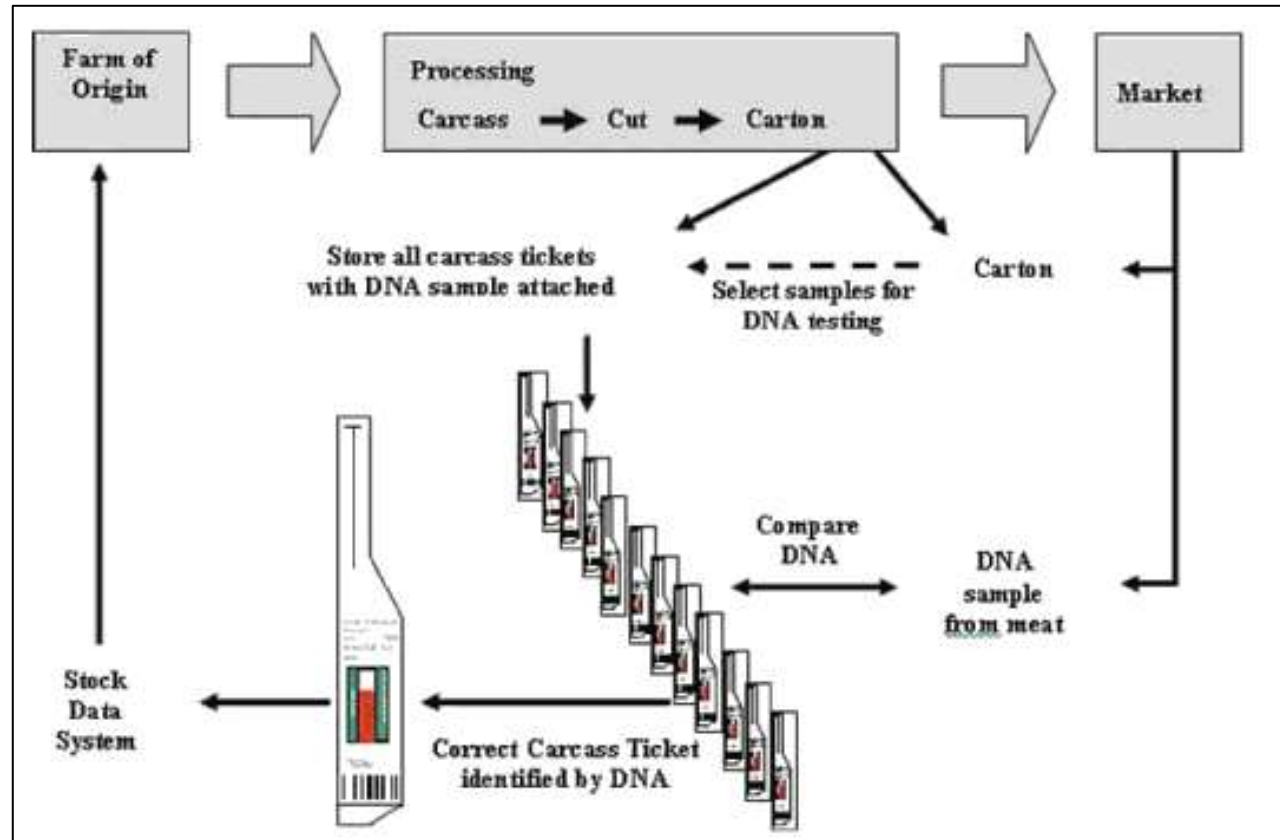 Farm of
Origin
Processing
Carcass
Cut
Carton
Market
Store all carcass tickets
with DNA sample attached
Select samples for
DNA testing
Carton
Compare
DNA
DNA
sample
from meat
Stock
Data
System
Correct Carcass Ticket
identified by DNA